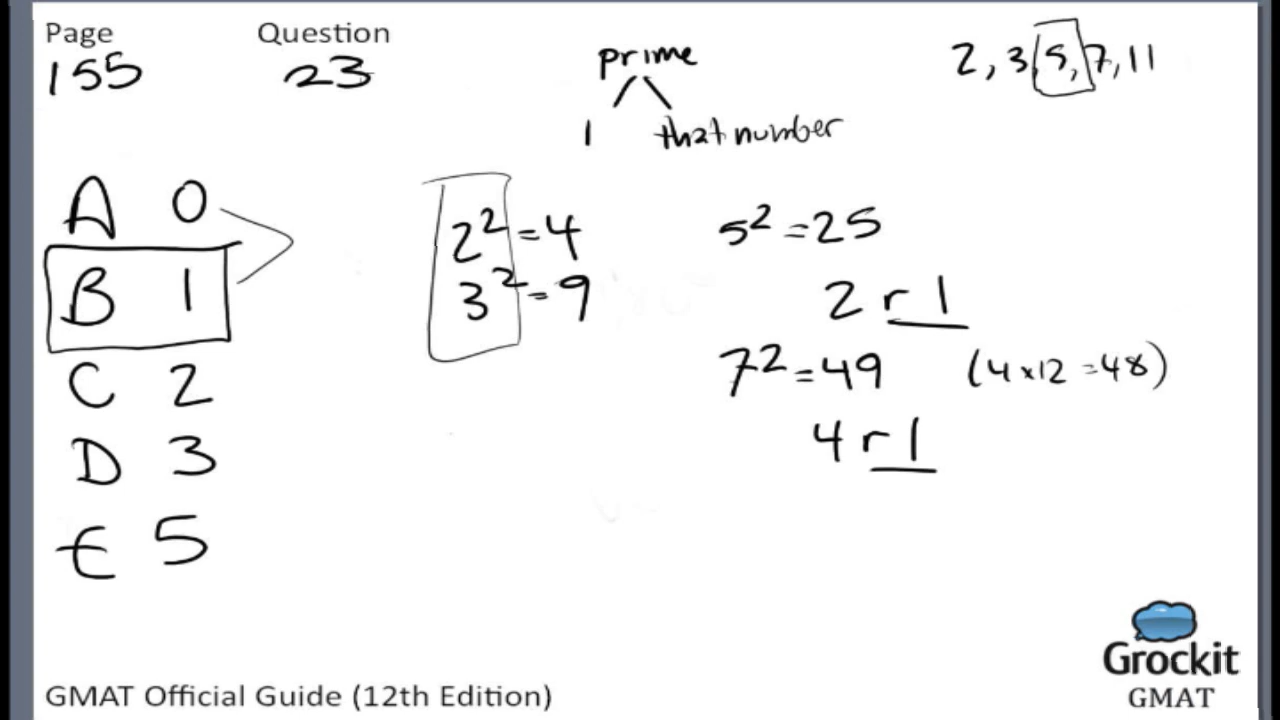 Page Question
155 23
prime
1 that number
2, 3, 5, 7, 11
A 0
B 1
C 2
D 3
E 5
2² = 4
3² = 9
5² = 25
2 r 1
7² = 49 (4 x 12 = 48)
4 r 1
Grockit
GMAT
GMAT Official Guide (12th Edition)